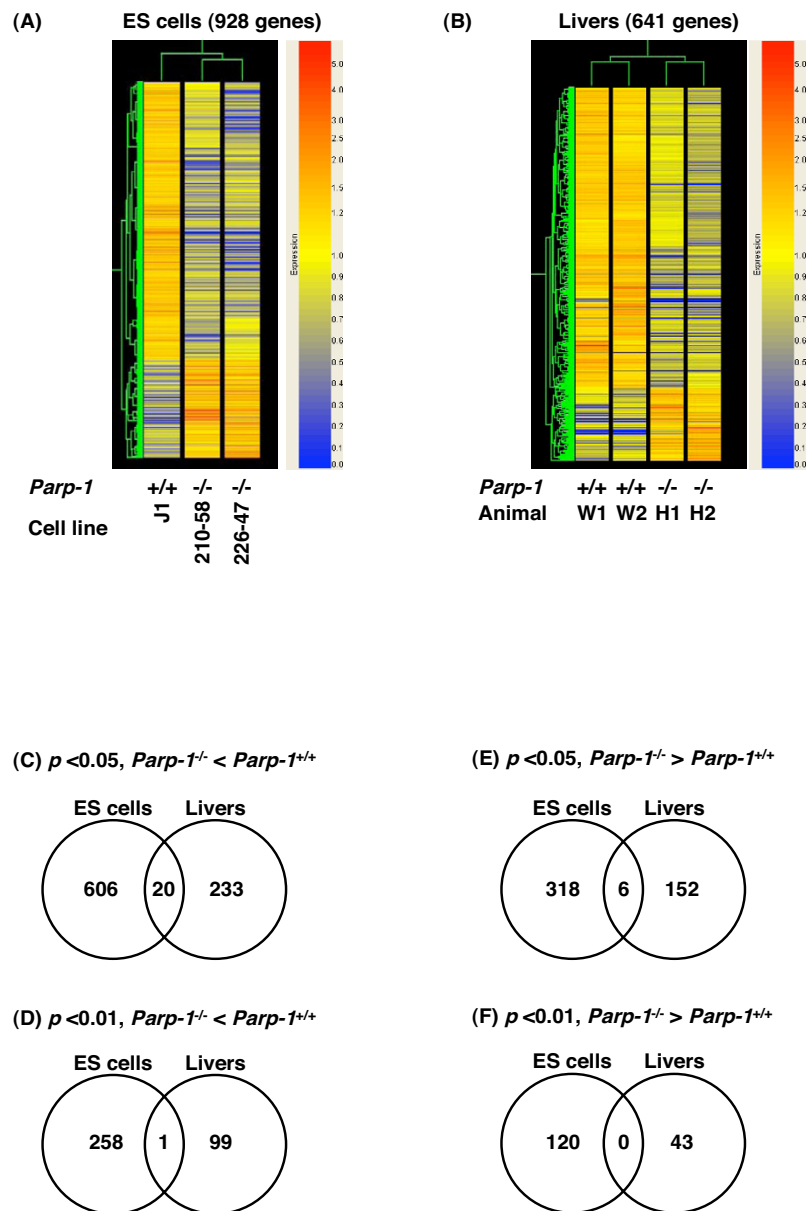 (A) ES cells (928 genes)
5.0
4.0
3.0
2.5
2.0
1.5
1.2
1.0
0.9
0.8
0.7
0.6
0.5
0.4
0.3
0.2
0.1
0.0
Expression
Parp-1 +/+ -/- -/-
Cell line J1 210-58 226-47
(B) Livers (641 genes)
5.0
4.0
3.0
2.5
2.0
1.5
1.2
1.0
0.9
0.8
0.7
0.6
0.5
0.4
0.3
0.2
0.1
0.0
Expression
Parp-1 +/+ +/+ -/- -/-
Animal W1 W2 H1 H2
(C) p <0.05, Parp-1-/- < Parp-1+/+
ES cells Livers
606 20 233
(E) p <0.05, Parp-1-/- > Parp-1+/+
ES cells Livers
318 6 152
(D) p <0.01, Parp-1-/- < Parp-1+/+
ES cells Livers
258 1 99
(F) p <0.01, Parp-1-/- > Parp-1+/+
ES cells Livers
120 0 43